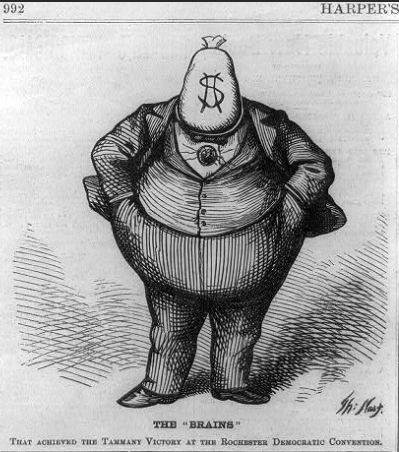 992
HARPER'S
$
Th: Nast.
THE "BRAINS"
THAT ACHIEVED THE TAMMANY VICTORY AT THE ROCHESTER DEMOCRATIC CONVENTION.